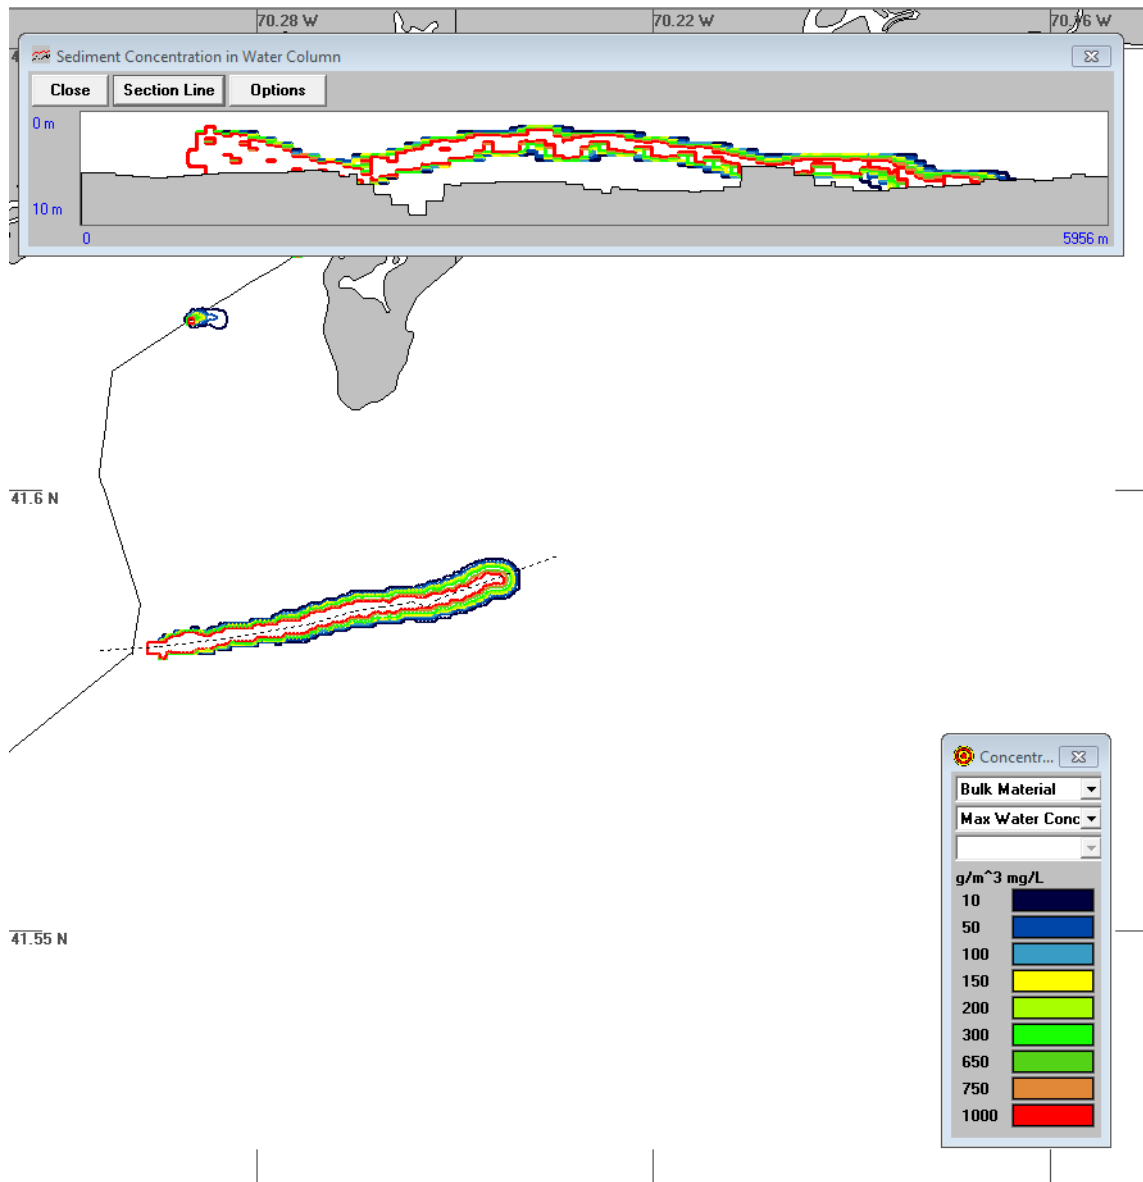 70.28 W
70.22 W
70.16 W
Sediment Concentration in Water Column
Close
Section Line
Options
0 m
10 m
0
5956 m
41.6 N
41.55 N
Concentr...
Bulk Material
Max Water Conc
g/m^3 mg/L
10
50
100
150
200
300
650
750
1000